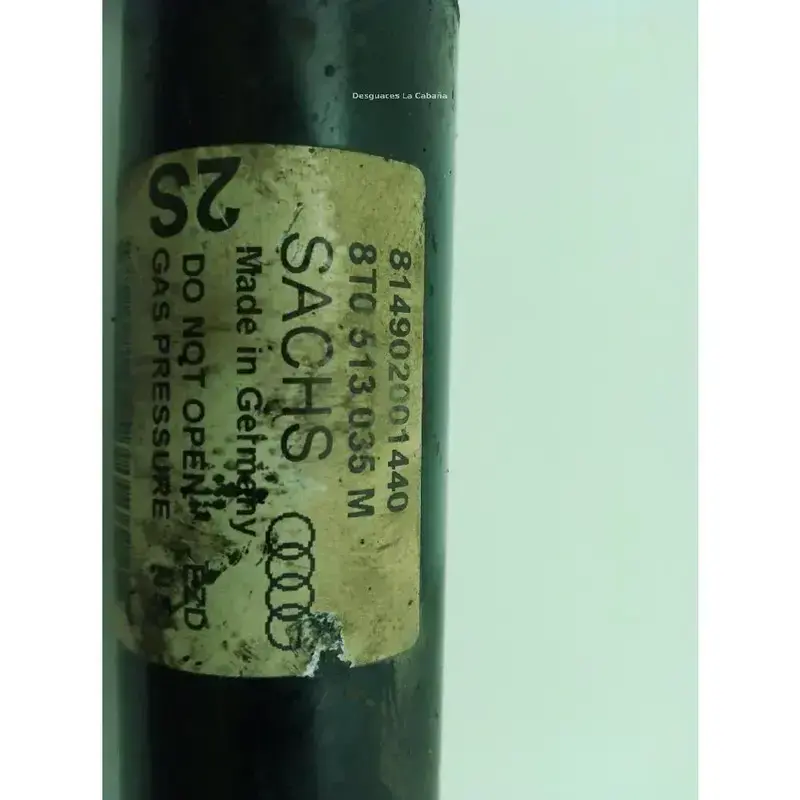 Desguaces La Cabaña
814902001440
8T0 513 035 M
SACHS
Made in Germany
2S
DO NOT OPEN!
GAS PRESSURE